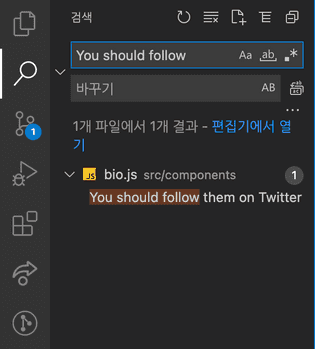 검색
You should follow
Aa ab, .*
바꾸기
AB
1개 파일에서 1개 결과 - 편집기에서 열
기
JS bio.js src/components 1
You should follow them on Twitter
1